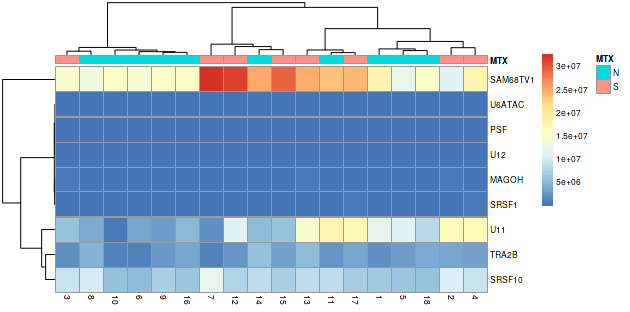 MTX
MTX
SAM68TV1
U6ATAC
PSF
U12
MAGOH
SRSF1
U11
TRA2B
SRSF10
3 8 10 6 9 16 7 12 14 15 13 11 17 1 5 18 2 4
3e+07
2.5e+07
2e+07
1.5e+07
1e+07
5e+06
N
S